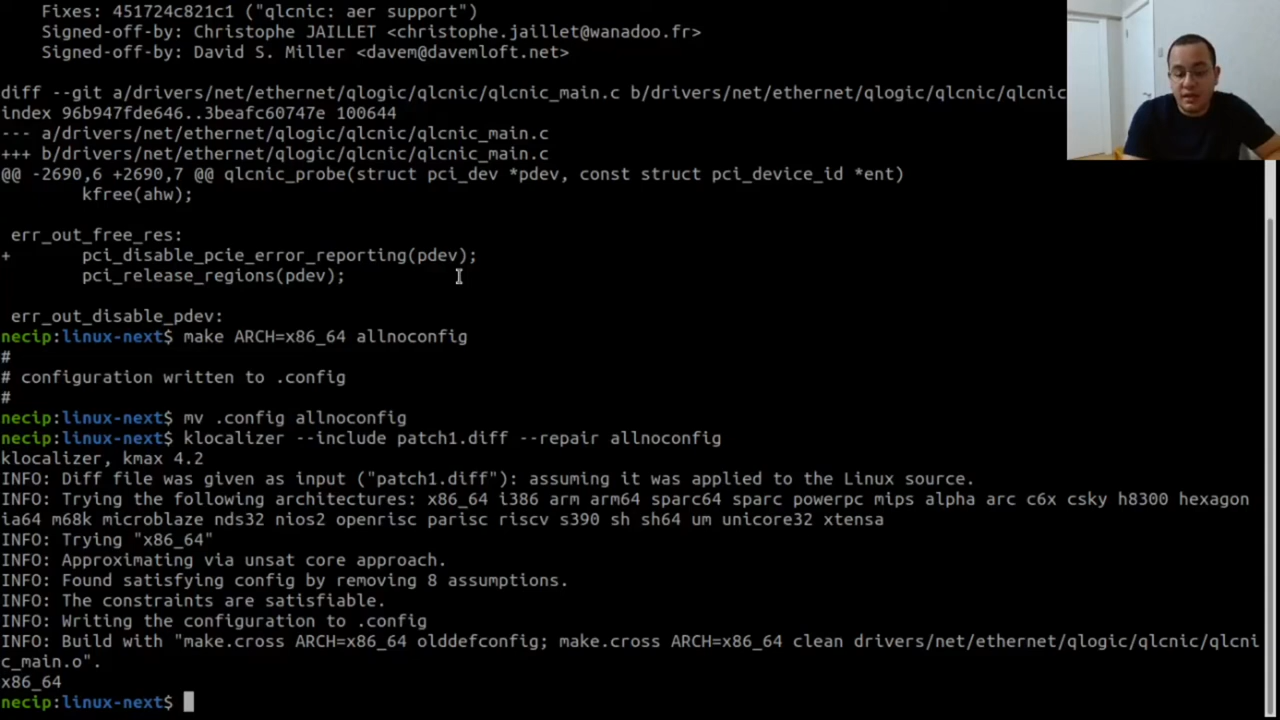 Fixes: 451724c821c1 ("qlcnic: aer support")
    Signed-off-by: Christophe JAILLET <christophe.jaillet@wanadoo.fr>
    Signed-off-by: David S. Miller <davem@davemloft.net>
diff --git a/drivers/net/ethernet/qlogic/qlcnic/qlcnic_main.c b/drivers/net/ethernet/qlogic/qlcnic/qlcnic
index 96b947fde646..3beafc60747e 100644
--- a/drivers/net/ethernet/qlogic/qlcnic/qlcnic_main.c
+++ b/drivers/net/ethernet/qlogic/qlcnic/qlcnic_main.c
@@ -2690,6 +2690,7 @@ qlcnic_probe(struct pci_dev *pdev, const struct pci_device_id *ent)
        kfree(ahw);
 err_out_free_res:
+       pci_disable_pcie_error_reporting(pdev);
        pci_release_regions(pdev);
 err_out_disable_pdev:
necip:linux-next$ make ARCH=x86_64 allnoconfig
#
# configuration written to .config
#
necip:linux-next$ mv .config allnoconfig
necip:linux-next$ klocalizer --include patch1.diff --repair allnoconfig
klocalizer, kmax 4.2
INFO: Diff file was given as input ("patch1.diff"): assuming it was applied to the Linux source.
INFO: Trying the following architectures: x86_64 i386 arm arm64 sparc64 sparc powerpc mips alpha arc c6x csky h8300 hexagon
ia64 m68k microblaze nds32 nios2 openrisc parisc riscv s390 sh sh64 um unicore32 xtensa
INFO: Trying "x86_64"
INFO: Approximating via unsat core approach.
INFO: Found satisfying config by removing 8 assumptions.
INFO: The constraints are satisfiable.
INFO: Writing the configuration to .config
INFO: Build with "make.cross ARCH=x86_64 olddefconfig; make.cross ARCH=x86_64 clean drivers/net/ethernet/qlogic/qlcnic/qlcni
c_main.o".
x86_64
necip:linux-next$